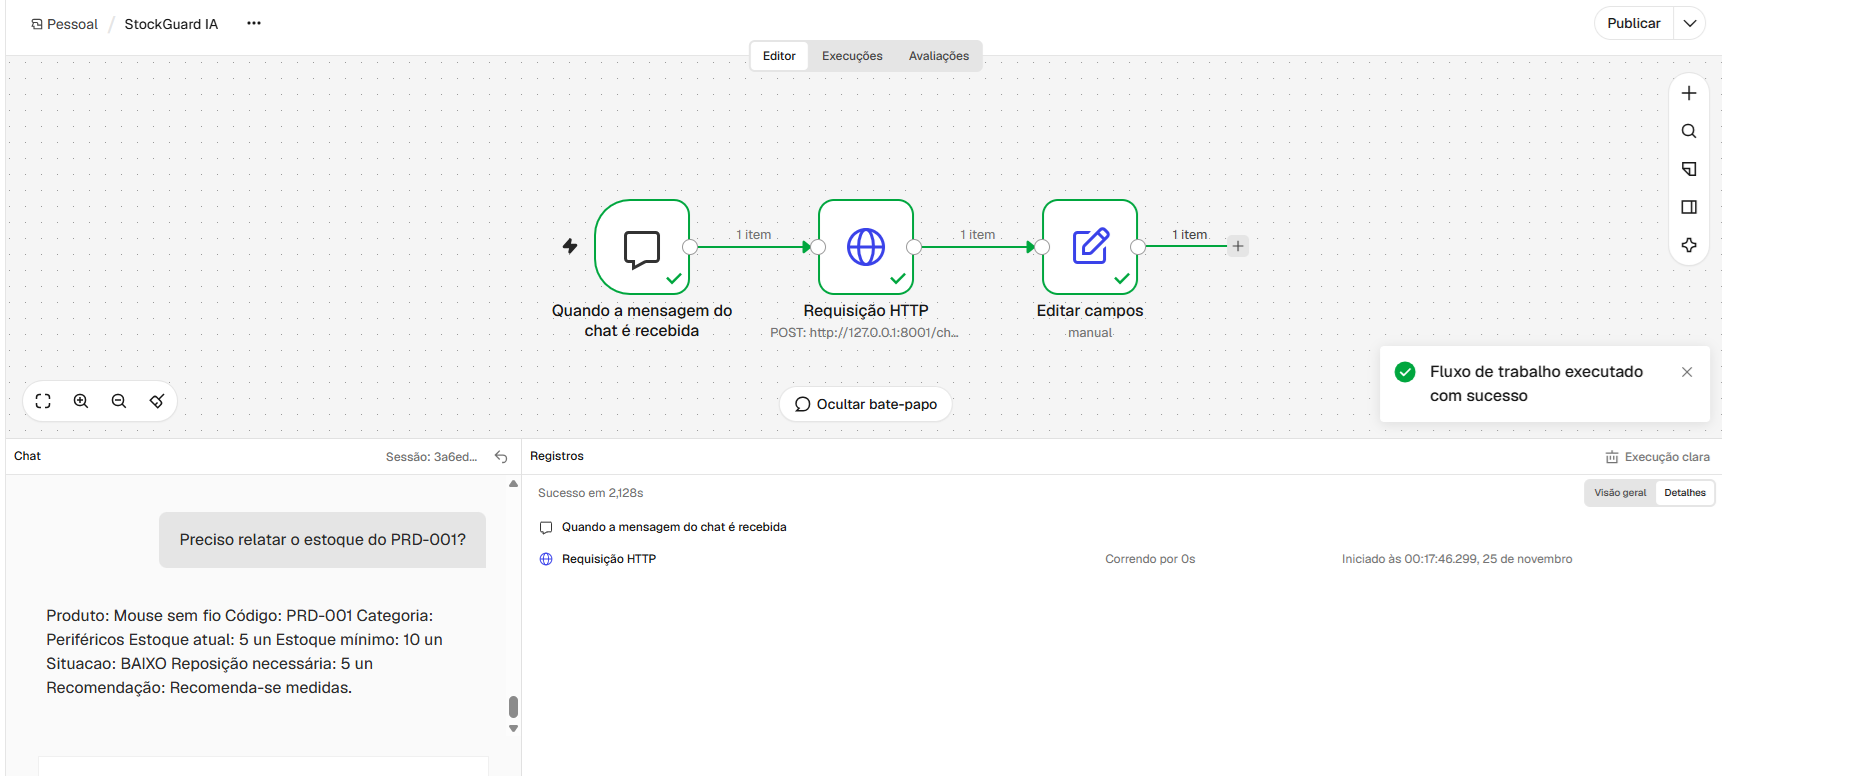 Pessoal / StockGuard IA ...
Publicar
Editor Execuções Avaliações
1 item
1 item
1 item
Quando a mensagem do
chat é recebida
Requisição HTTP
POST: http://127.0.0.1:8001/ch...
Editar campos
manual
Fluxo de trabalho executado
com sucesso
Ocultar bate-papo
Chat
Sessão: 3a6ed...
Registros
Execução clara
Sucesso em 2,128s
Visão geral Detalhes
Preciso relatar o estoque do PRD-001?
Quando a mensagem do chat é recebida
Requisição HTTP
Correndo por 0s
Iniciado às 00:17:46.299, 25 de novembro
Produto: Mouse sem fio Código: PRD-001 Categoria:
Periféricos Estoque atual: 5 un Estoque mínimo: 10 un
Situacao: BAIXO Reposição necessária: 5 un
Recomendação: Recomenda-se medidas.